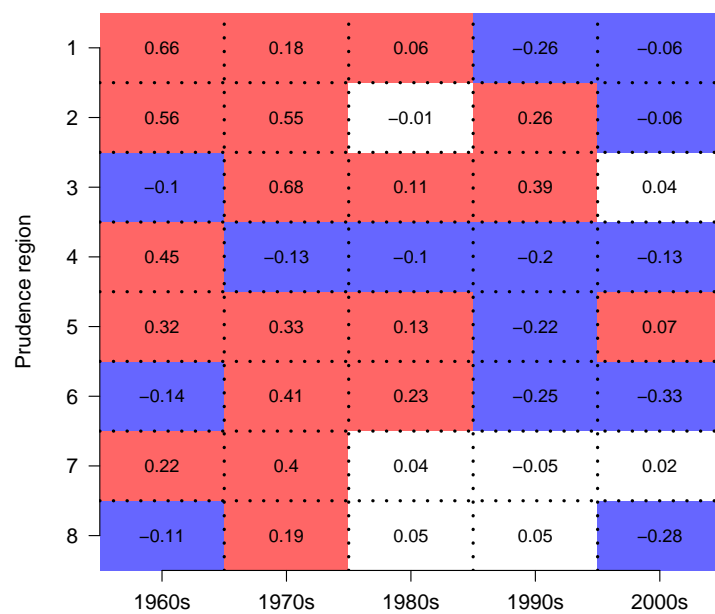 1 0.66 0.18 0.06 −0.26 −0.06
2 0.56 0.55 −0.01 0.26 −0.06
3 −0.1 0.68 0.11 0.39 0.04
4 0.45 −0.13 −0.1 −0.2 −0.13
5 0.32 0.33 0.13 −0.22 0.07
6 −0.14 0.41 0.23 −0.25 −0.33
7 0.22 0.4 0.04 −0.05 0.02
8 −0.11 0.19 0.05 0.05 −0.28
1960s 1970s 1980s 1990s 2000s
Prudence region